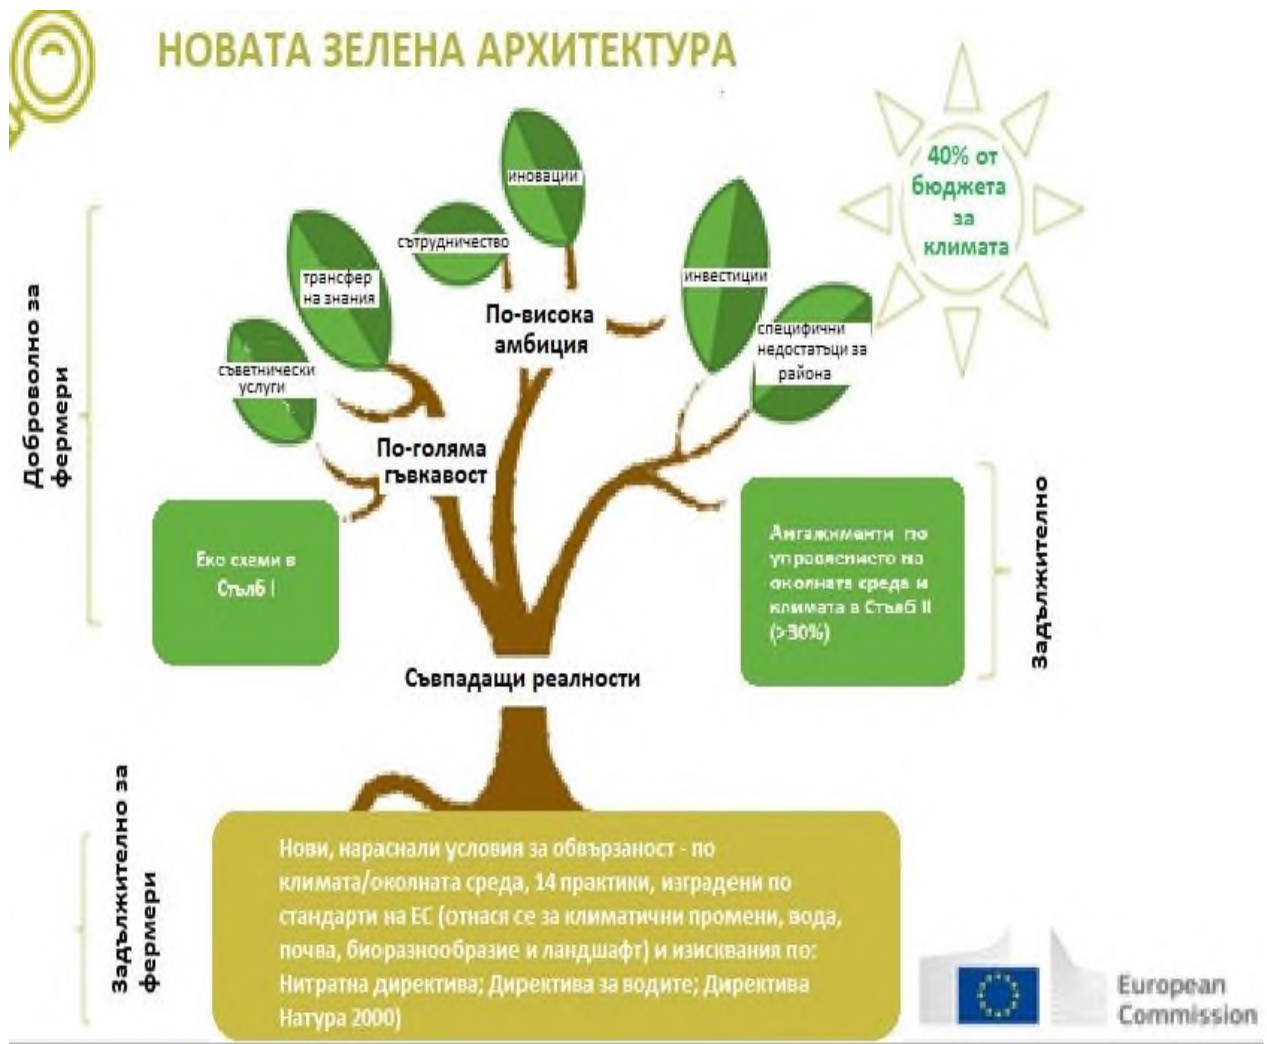 НОВАТА ЗЕЛЕНА АРХИТЕКТУРА
40% от
бюджета
за
климата
иновации
сътрудничество
трансфер
на знания
инвестиции
специфични
недостатъци за
района
съветнически
услуги
По-висока
амбиция
По-голяма
гъвкавост
Доброволно за
фермери
Еко схеми в
Стълб I
Ангажименти по
управлението на
околната среда и
климата в Стълб II
(>30%)
Задължително
Съвпадащи реалности
Задължително за
фермери
Нови, нараснали условия за обвързаност - по
климата/околната среда, 14 практики, изградени по
стандарти на ЕС (отнася се за климатични промени, вода,
почва, биоразнообразие и ландшафт) и изисквания по:
Нитратна директива; Директива за водите; Директива
Натура 2000)
European
Commission